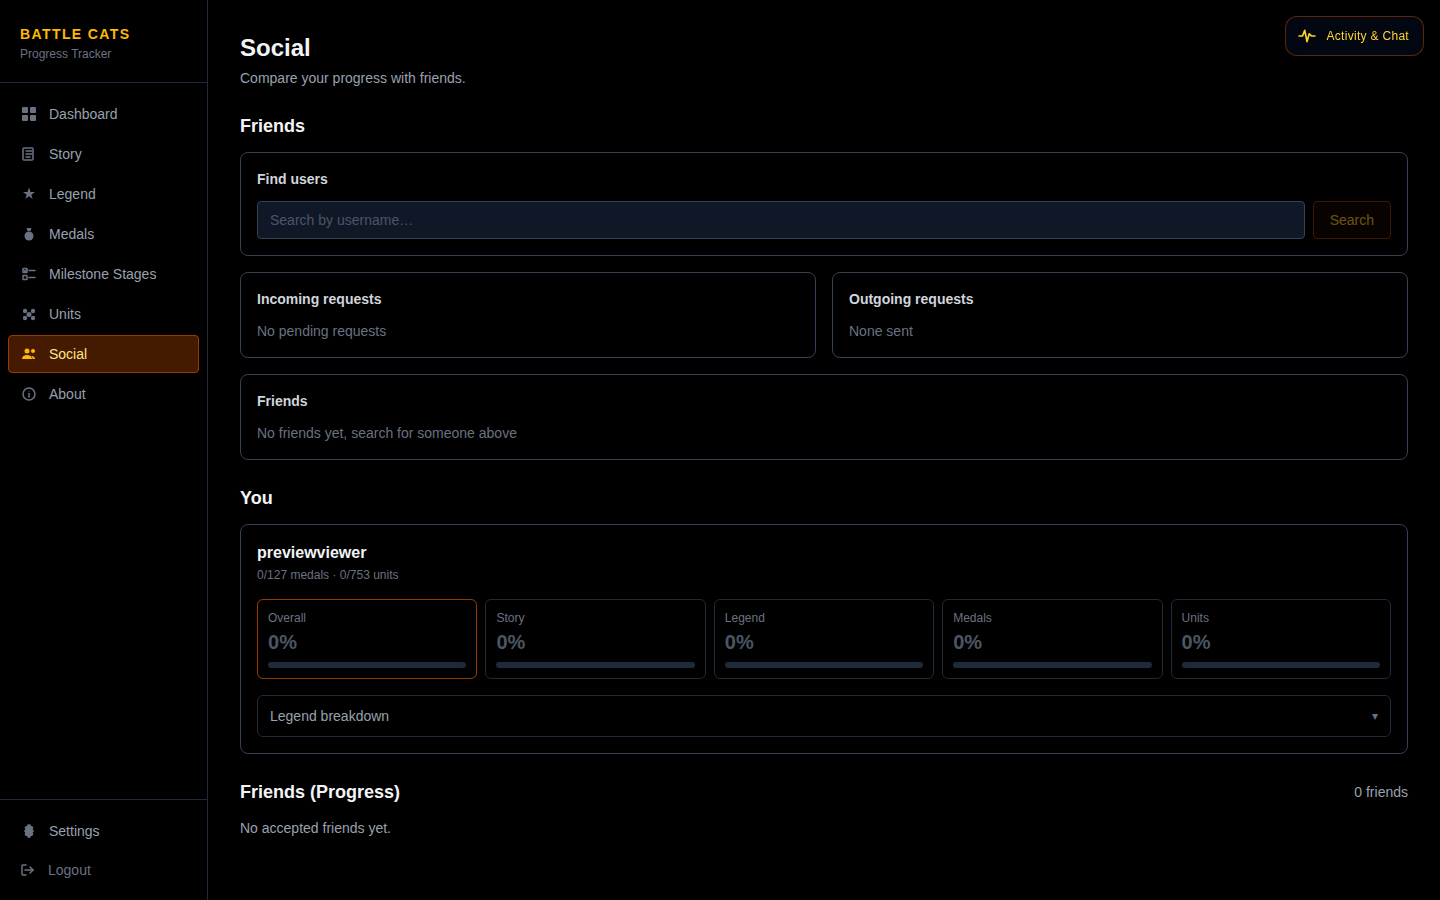 BATTLE CATS
Progress Tracker
Dashboard
Story
Legend
Medals
Milestone Stages
Units
Social
About
Settings
Logout
Activity & Chat
Social
Compare your progress with friends.
Friends
Find users
Search by username…
Search
Incoming requests
No pending requests
Outgoing requests
None sent
Friends
No friends yet, search for someone above
You
previewviewer
0/127 medals · 0/753 units
Overall
0%
Story
0%
Legend
0%
Medals
0%
Units
0%
Legend breakdown
Friends (Progress)
0 friends
No accepted friends yet.